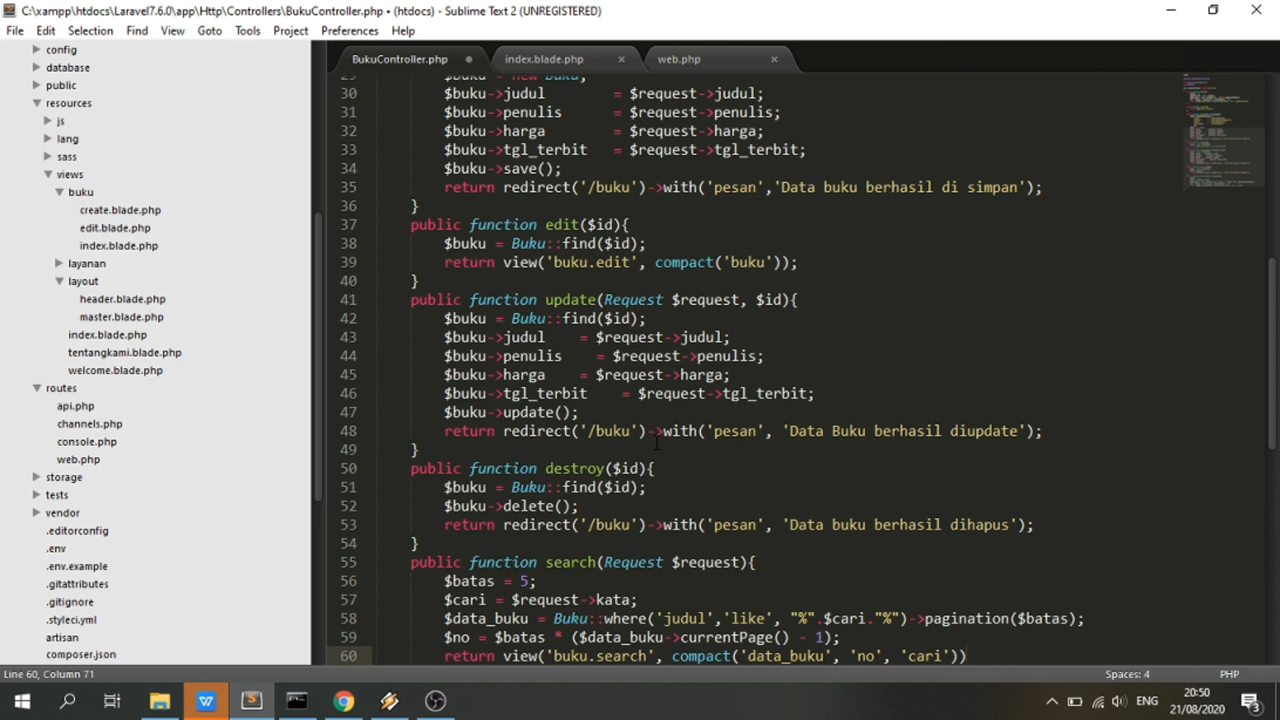 C:\xampp\htdocs\Laravel7.6.0\app\Http\Controllers\BukuController.php • (htdocs) - Sublime Text 2 (UNREGISTERED)
File Edit Selection Find View Goto Tools Project Preferences Help
config
database
public
resources
js
lang
sass
views
buku
create.blade.php
edit.blade.php
index.blade.php
layanan
layout
header.blade.php
master.blade.php
index.blade.php
tentangkami.blade.php
welcome.blade.php
routes
api.php
channels.php
console.php
web.php
storage
tests
vendor
.editorconfig
.env
.env.example
.gitattributes
.gitignore
.styleci.yml
artisan
composer.json
BukuController.php index.blade.php web.php
29 $buku = new Buku;
30 $buku->judul = $request->judul;
31 $buku->penulis = $request->penulis;
32 $buku->harga = $request->harga;
33 $buku->tgl_terbit = $request->tgl_terbit;
34 $buku->save();
35 return redirect('/buku')->with('pesan','Data buku berhasil di simpan');
36 }
37 public function edit($id){
38 $buku = Buku::find($id);
39 return view('buku.edit', compact('buku'));
40 }
41 public function update(Request $request, $id){
42 $buku = Buku::find($id);
43 $buku->judul = $request->judul;
44 $buku->penulis = $request->penulis;
45 $buku->harga = $request->harga;
46 $buku->tgl_terbit = $request->tgl_terbit;
47 $buku->update();
48 return redirect('/buku')->with('pesan', 'Data Buku berhasil diupdate');
49 }
50 public function destroy($id){
51 $buku = Buku::find($id);
52 $buku->delete();
53 return redirect('/buku')->with('pesan', 'Data buku berhasil dihapus');
54 }
55 public function search(Request $request){
56 $batas = 5;
57 $cari = $request->kata;
58 $data_buku = Buku::where('judul','like', "%".$cari."%")->pagination($batas);
59 $no = $batas * ($data_buku->currentPage() - 1);
60 return view('buku.search', compact('data_buku', 'no', 'cari'))
Line 60, Column 71 Spaces: 4 PHP
ENG 20:50
21/08/2020
3